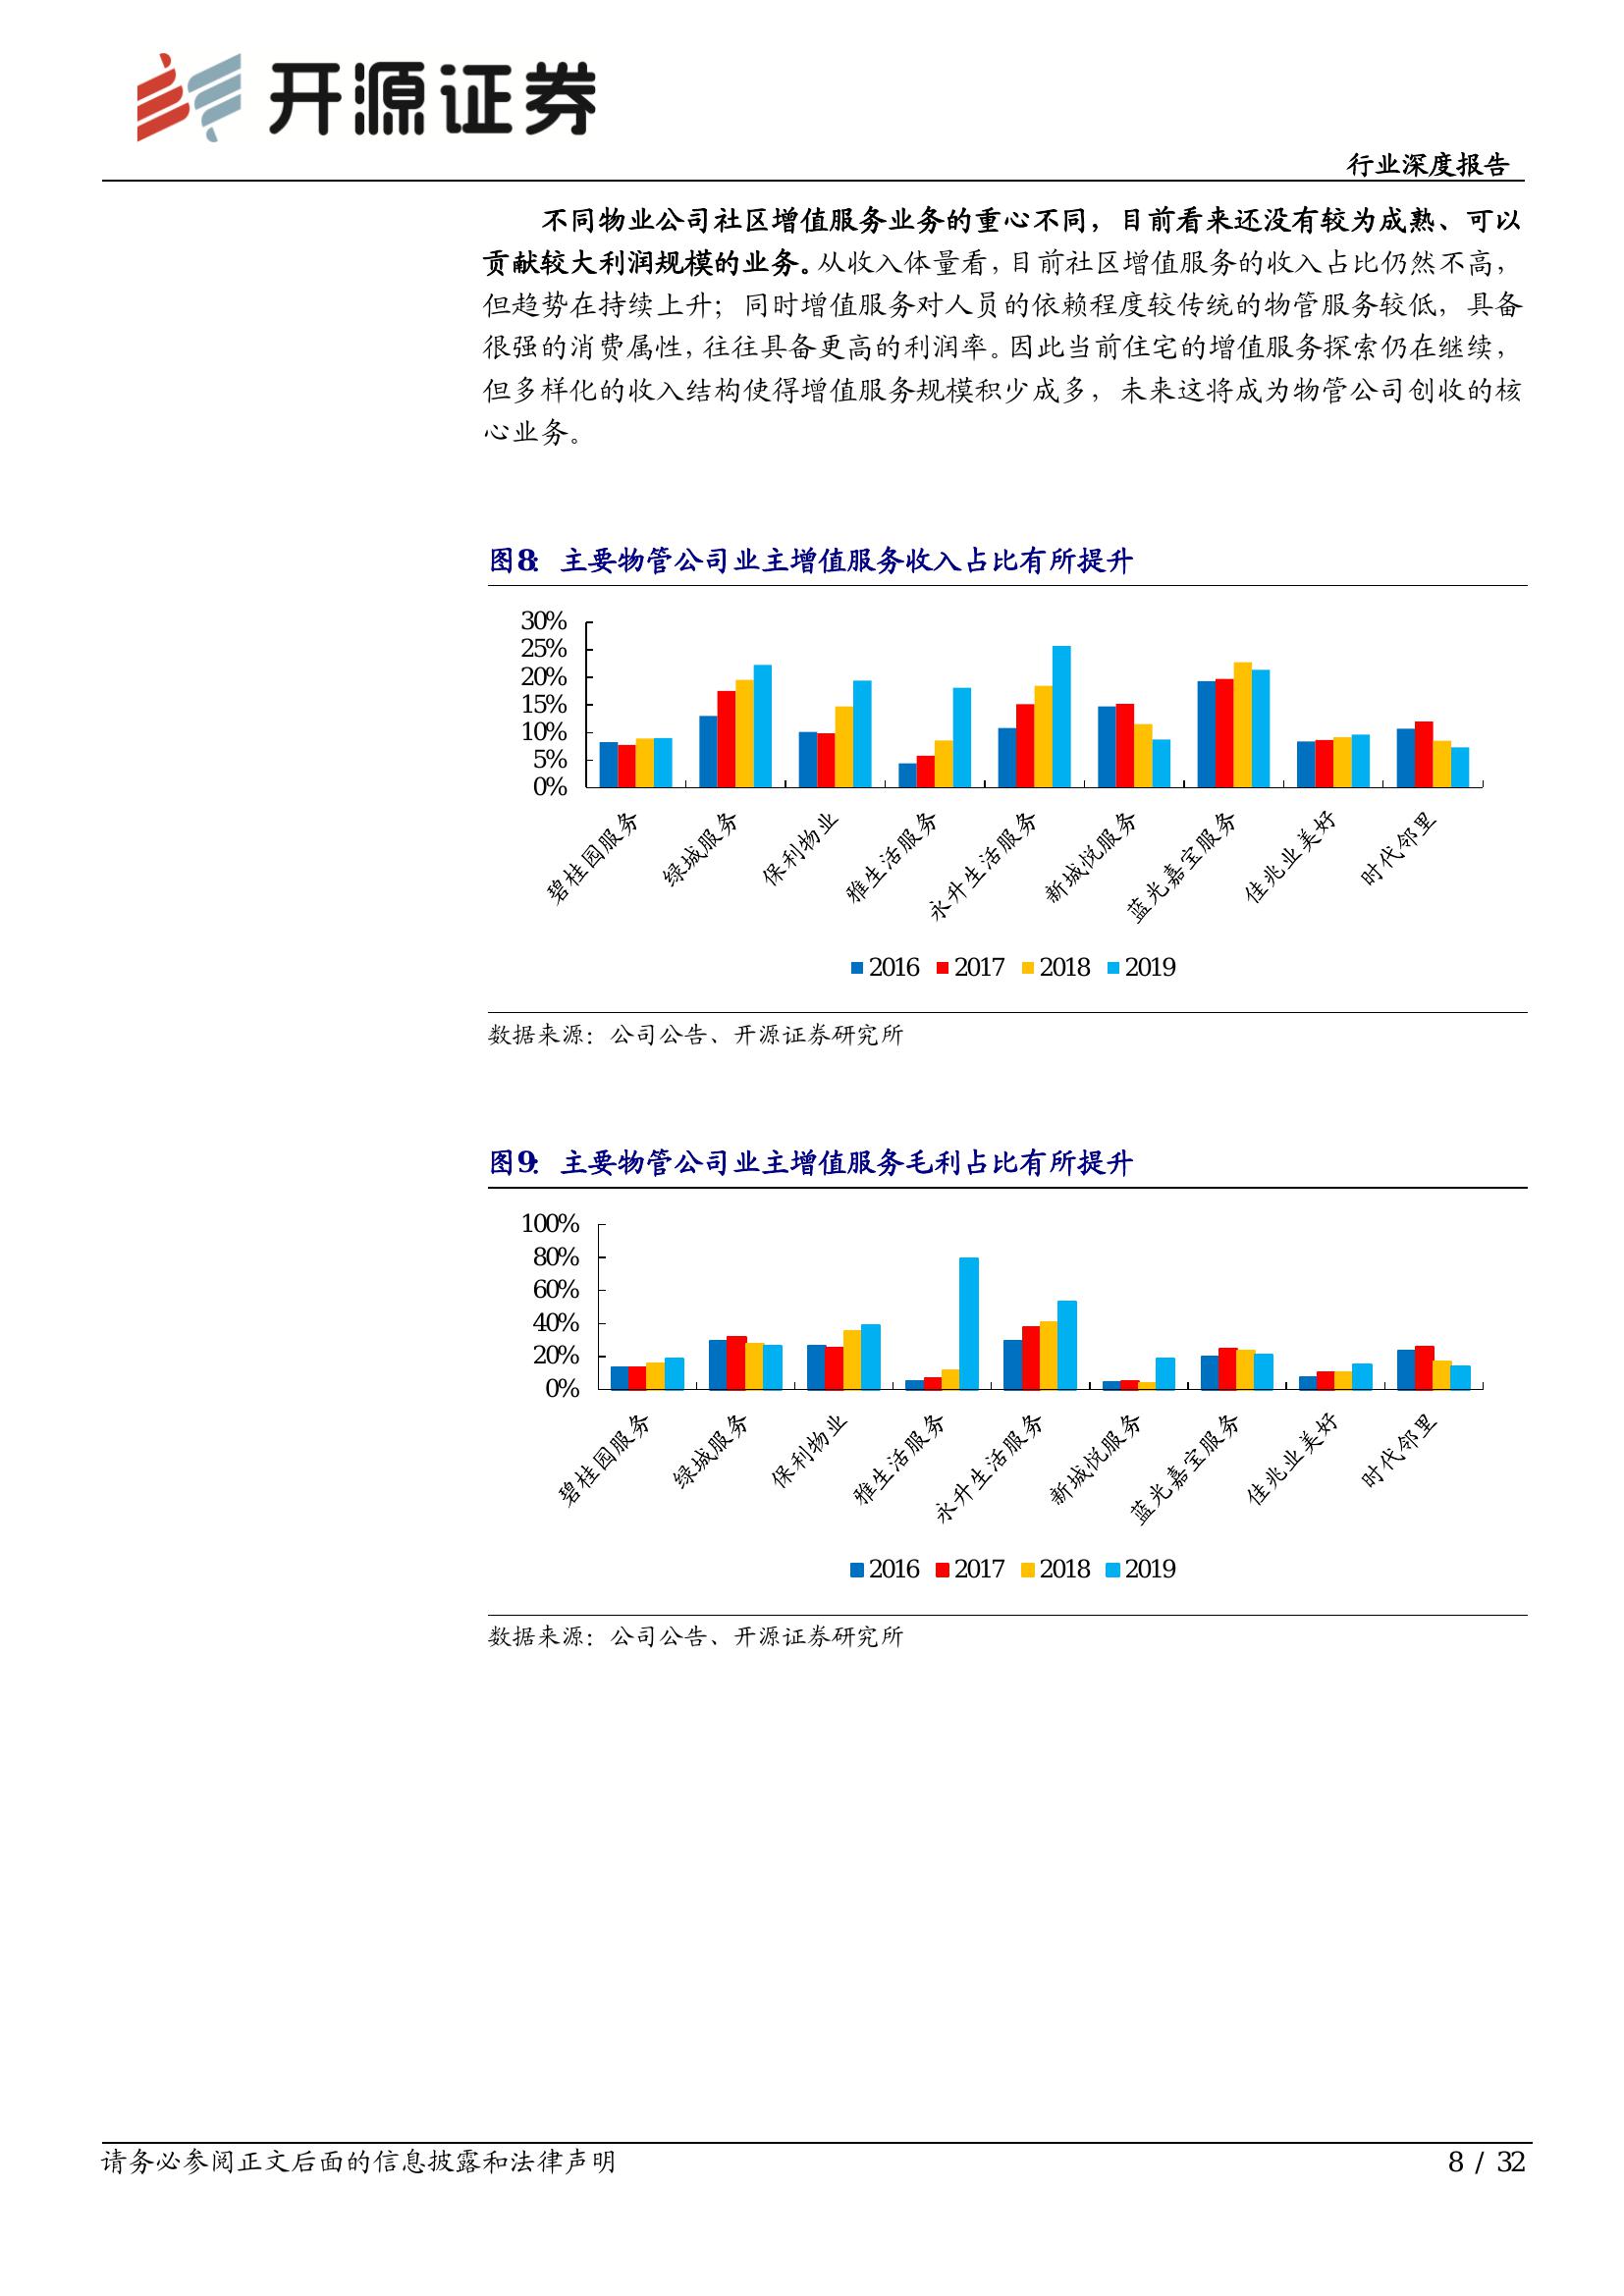 开源证券
行业深度报告
不同物业公司社区增值服务业务的重心不同，目前看来还没有较为成熟、可以
贡献较大利润规模的业务。从收入体量看，目前社区增值服务的收入占比仍然不高，
但趋势在持续上升；同时增值服务对人员的依赖程度较传统的物管服务较低，具备
很强的消费属性，往往具备更高的利润率。因此当前住宅的增值服务探索仍在继续，
但多样化的收入结构使得增值服务规模积少成多，未来这将成为物管公司创收的核
心业务。
图8：主要物管公司业主增值服务收入占比有所提升
30%
25%
20%
15%
10%
5%
0%
碧桂园服务
绿城服务
保利物业
雅生活服务
永升生活服务
新城悦服务
蓝光嘉宝服务
佳兆业美好
时代邻里
2016 2017 2018 2019
数据来源：公司公告、开源证券研究所
图9：主要物管公司业主增值服务毛利占比有所提升
100%
80%
60%
40%
20%
0%
碧桂园服务
绿城服务
保利物业
雅生活服务
永升生活服务
新城悦服务
蓝光嘉宝服务
佳兆业美好
时代邻里
2016 2017 2018 2019
数据来源：公司公告、开源证券研究所
请务必参阅正文后面的信息披露和法律声明 8 / 32